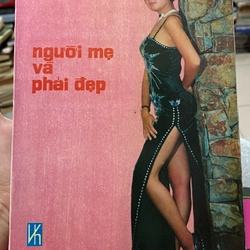 người mẹ
và
phái đẹp